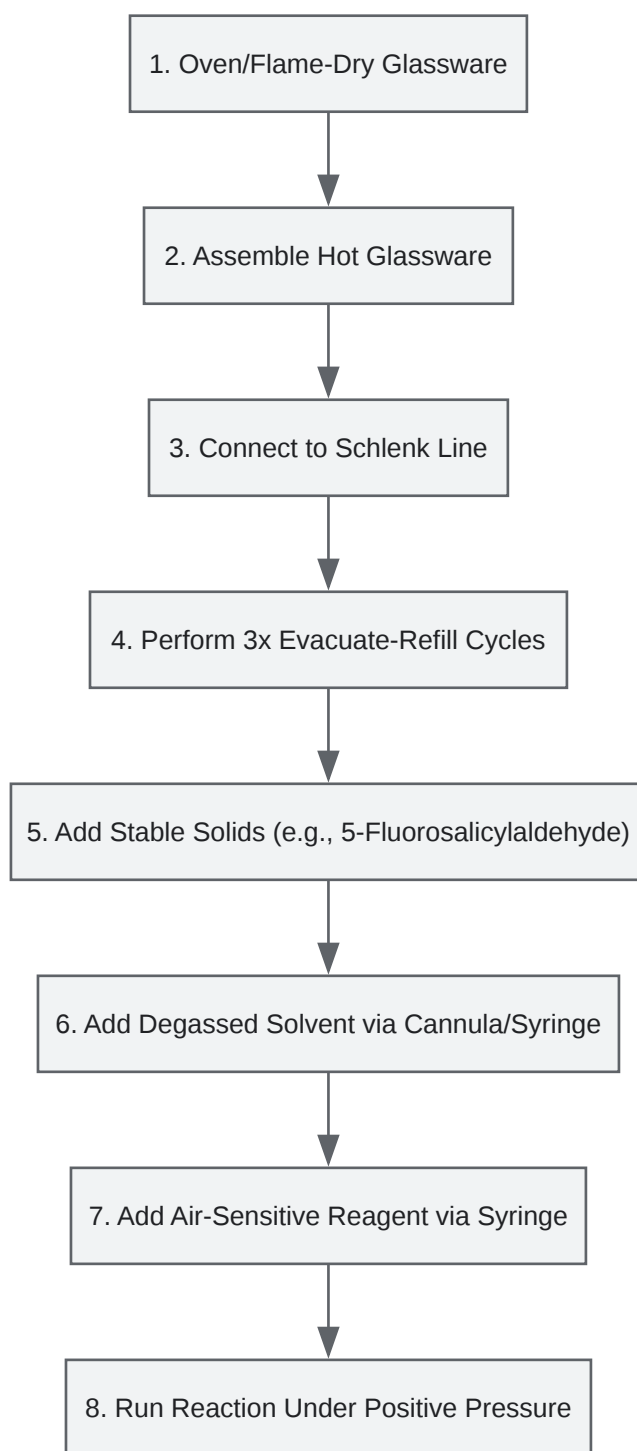 1. Oven/Flame-Dry Glassware
2. Assemble Hot Glassware
3. Connect to Schlenk Line
4. Perform 3x Evacuate-Refill Cycles
5. Add Stable Solids (e.g., 5-Fluorosalicylaldehyde)
6. Add Degassed Solvent via Cannula/Syringe
7. Add Air-Sensitive Reagent via Syringe
8. Run Reaction Under Positive Pressure